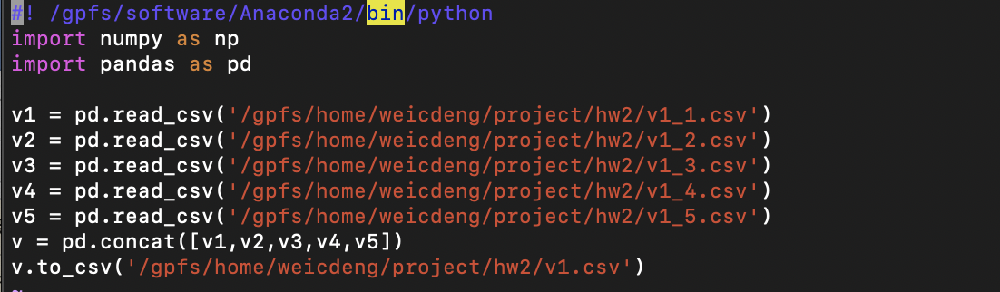 #! /gpfs/software/Anaconda2/bin/python
import numpy as np
import pandas as pd
v1 = pd.read_csv('/gpfs/home/weicdeng/project/hw2/v1_1.csv')
v2 = pd.read_csv('/gpfs/home/weicdeng/project/hw2/v1_2.csv')
v3 = pd.read_csv('/gpfs/home/weicdeng/project/hw2/v1_3.csv')
v4 = pd.read_csv('/gpfs/home/weicdeng/project/hw2/v1_4.csv')
v5 = pd.read_csv('/gpfs/home/weicdeng/project/hw2/v1_5.csv')
v = pd.concat([v1,v2,v3,v4,v5])
v.to_csv('/gpfs/home/weicdeng/project/hw2/v1.csv')
~